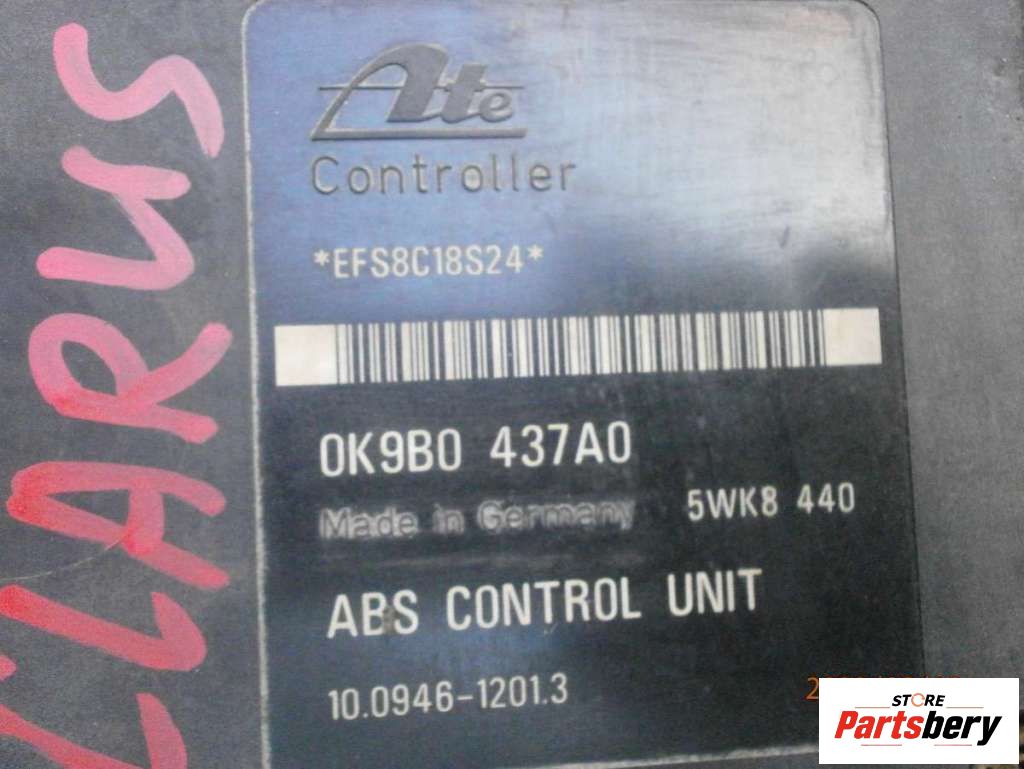 Ate
Controller
*EFS8C18S24*
0K9B0 437A0
Made in Germany
5WK8 440
ABS CONTROL UNIT
10.0946-1201.3
CLARUS
STORE
Partsbery